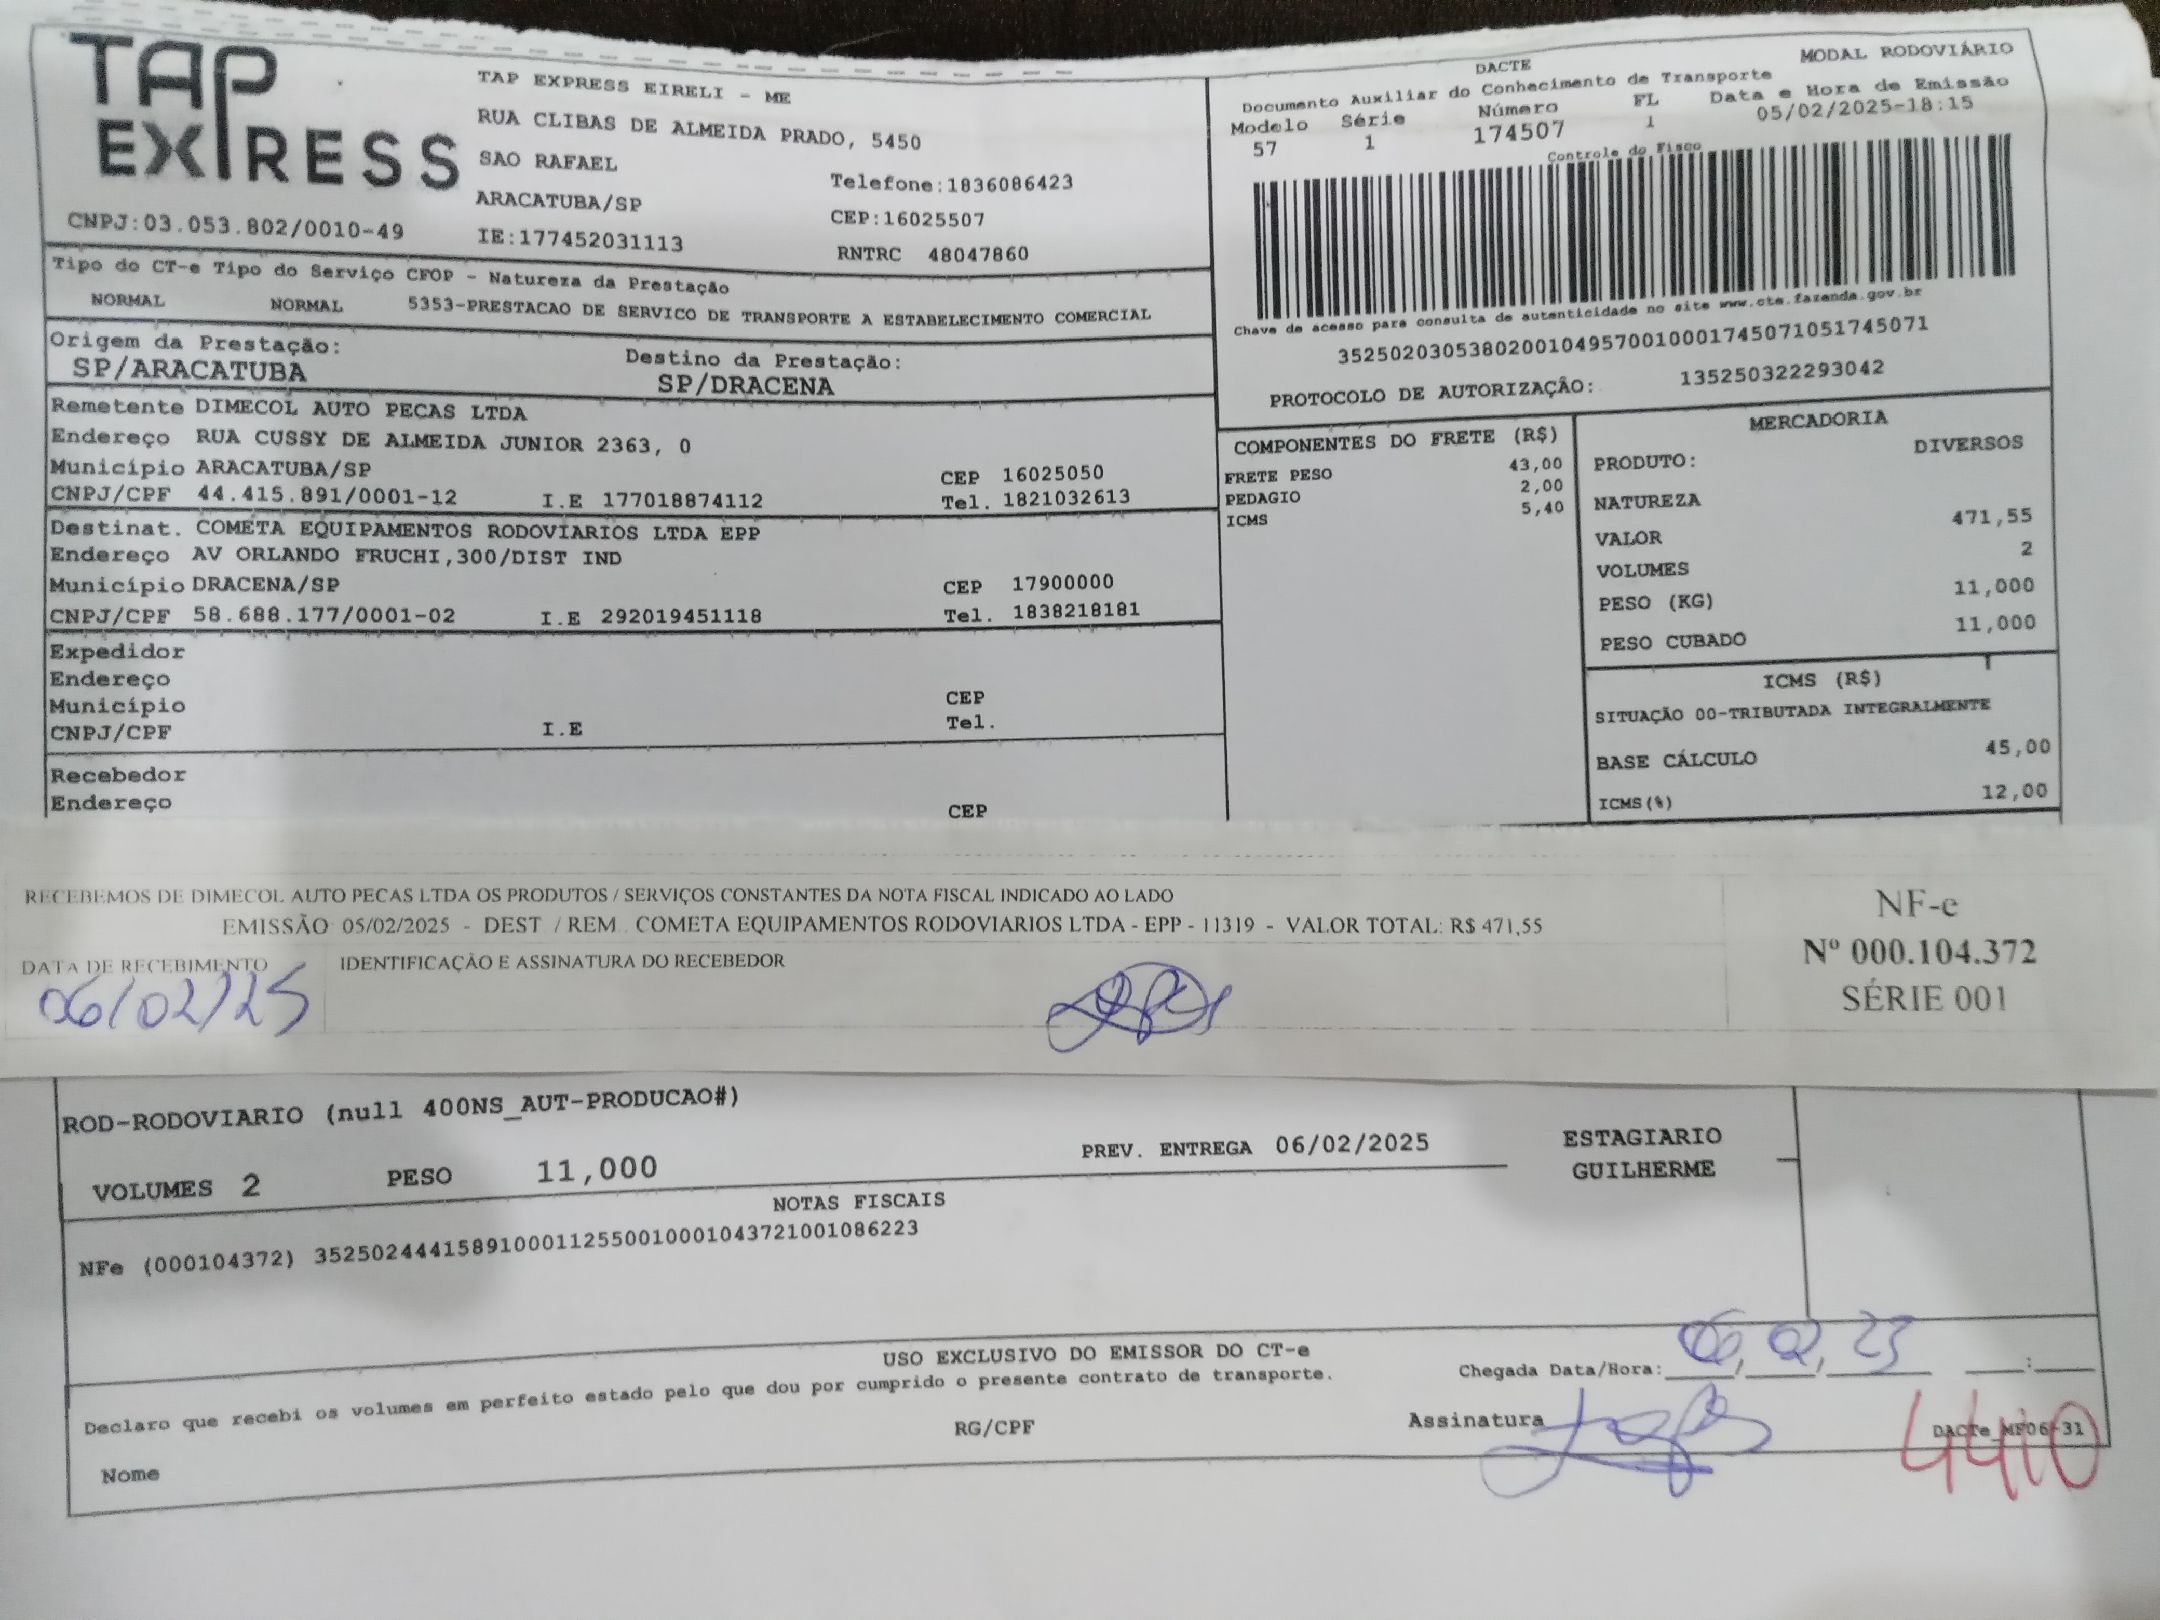 TAP EXPRESS
TAP EXPRESS EIRELI - ME
RUA CLIBAS DE ALMEIDA PRADO, 5450
SAO RAFAEL
Telefone:1836086423
ARACATUBA/SP
CEP:16025507
CNPJ:03.053.802/0010-49
IE:177452031113
RNTRC 48047860
DACTE
MODAL RODOVIÁRIO
Documento Auxiliar do Conhecimento de Transporte
Modelo Série Número FL Data e Hora de Emissão
57 1 174507 1 05/02/2025-18:15
Controle do Fisco
Chave de acesso para consulta de autenticidade no site www.cte.fazenda.gov.br
35250203053802001049570010001745071051745071
PROTOCOLO DE AUTORIZAÇÃO: 135250322293042
Tipo do CT-e Tipo do Serviço CFOP - Natureza da Prestação
NORMAL NORMAL 5353-PRESTACAO DE SERVICO DE TRANSPORTE A ESTABELECIMENTO COMERCIAL
Origem da Prestação: Destino da Prestação:
SP/ARACATUBA SP/DRACENA
Remetente DIMECOL AUTO PECAS LTDA
Endereço RUA CUSSY DE ALMEIDA JUNIOR 2363, 0
Município ARACATUBA/SP CEP 16025050
CNPJ/CPF 44.415.891/0001-12 I.E 177018874112 Tel. 1821032613
Destinat. COMETA EQUIPAMENTOS RODOVIARIOS LTDA EPP
Endereço AV ORLANDO FRUCHI,300/DIST IND
Município DRACENA/SP CEP 17900000
CNPJ/CPF 58.688.177/0001-02 I.E 292019451118 Tel. 1838218181
Expedidor
Endereço
Município CEP
CNPJ/CPF I.E Tel.
Recebedor
Endereço CEP
COMPONENTES DO FRETE (R$)
FRETE PESO 43,00
PEDAGIO 2,00
ICMS 5,40
MERCADORIA
PRODUTO: DIVERSOS
NATUREZA
VALOR 471,55
VOLUMES 2
PESO (KG) 11,000
PESO CUBADO 11,000
ICMS (R$)
SITUAÇÃO 00-TRIBUTADA INTEGRALMENTE
BASE CÁLCULO 45,00
ICMS(%) 12,00
RECEBEMOS DE DIMECOL AUTO PECAS LTDA OS PRODUTOS / SERVIÇOS CONSTANTES DA NOTA FISCAL INDICADO AO LADO
EMISSÃO: 05/02/2025 - DEST. / REM.: COMETA EQUIPAMENTOS RODOVIARIOS LTDA - EPP - 11319 - VALOR TOTAL: R$ 471,55
DATA DE RECEBIMENTO IDENTIFICAÇÃO E ASSINATURA DO RECEBEDOR
06/02/25
NF-e
Nº 000.104.372
SÉRIE 001
ROD-RODOVIARIO (null 400NS_AUT-PRODUCAO#)
VOLUMES 2 PESO 11,000 PREV. ENTREGA 06/02/2025
ESTAGIARIO
GUILHERME
NOTAS FISCAIS
NFe (000104372) 35250244415891000112550010001043721001086223
USO EXCLUSIVO DO EMISSOR DO CT-e
Declaro que recebi os volumes em perfeito estado pelo que dou por cumprido o presente contrato de transporte.
Chegada Data/Hora: 06, 02, 25 :
Nome RG/CPF Assinatura
DACTe_MF06-31
4410